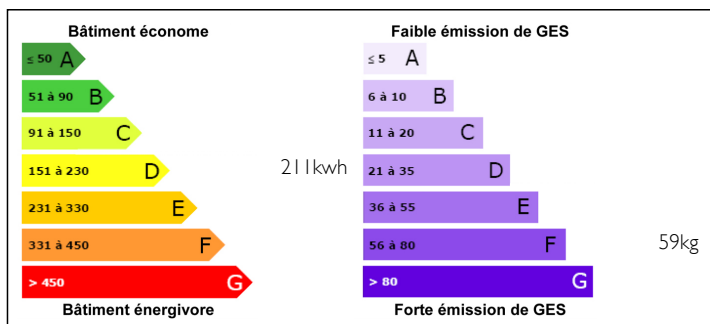 Bâtiment économe
≤ 50 A
51 à 90 B
91 à 150 C
151 à 230 D
211kwh
231 à 330 E
331 à 450 F
> 450 G
Bâtiment énergivore
Faible émission de GES
≤ 5 A
6 à 10 B
11 à 20 C
21 à 35 D
36 à 55 E
56 à 80 F
59kg
> 80 G
Forte émission de GES